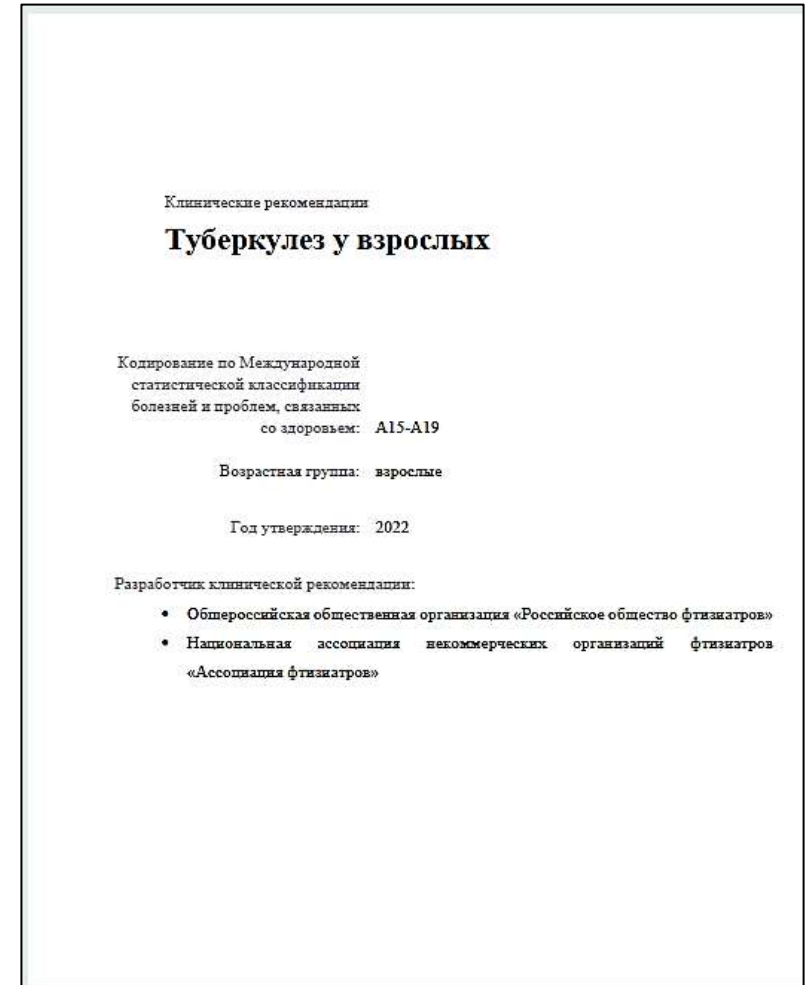 Клинические рекомендации
Туберкулез у взрослых
Кодирование по Международной
статистической классификации
болезней и проблем, связанных
со здоровьем: A15-A19
Возрастная группа: взрослые
Год утверждения: 2022
Разработчик клинической рекомендации:
• Общероссийская общественная организация «Российское общество фтизиатров»
• Национальная ассоциация некоммерческих организаций фтизиатров
«Ассоциация фтизиатров»